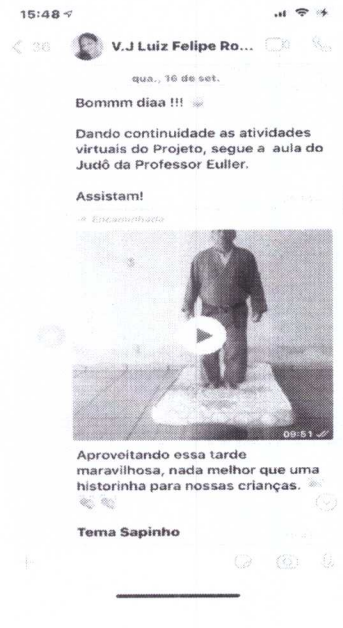 15:48
36 V.J Luiz Felipe Ro...
qua., 16 de set.
Bommm diaa !!!
Dando continuidade as atividades
virtuais do Projeto, segue a aula do
Judô da Professor Euller.
Assistam!
Encaminhada
09:51
Aproveitando essa tarde
maravilhosa, nada melhor que uma
historinha para nossas crianças.
Tema Sapinho